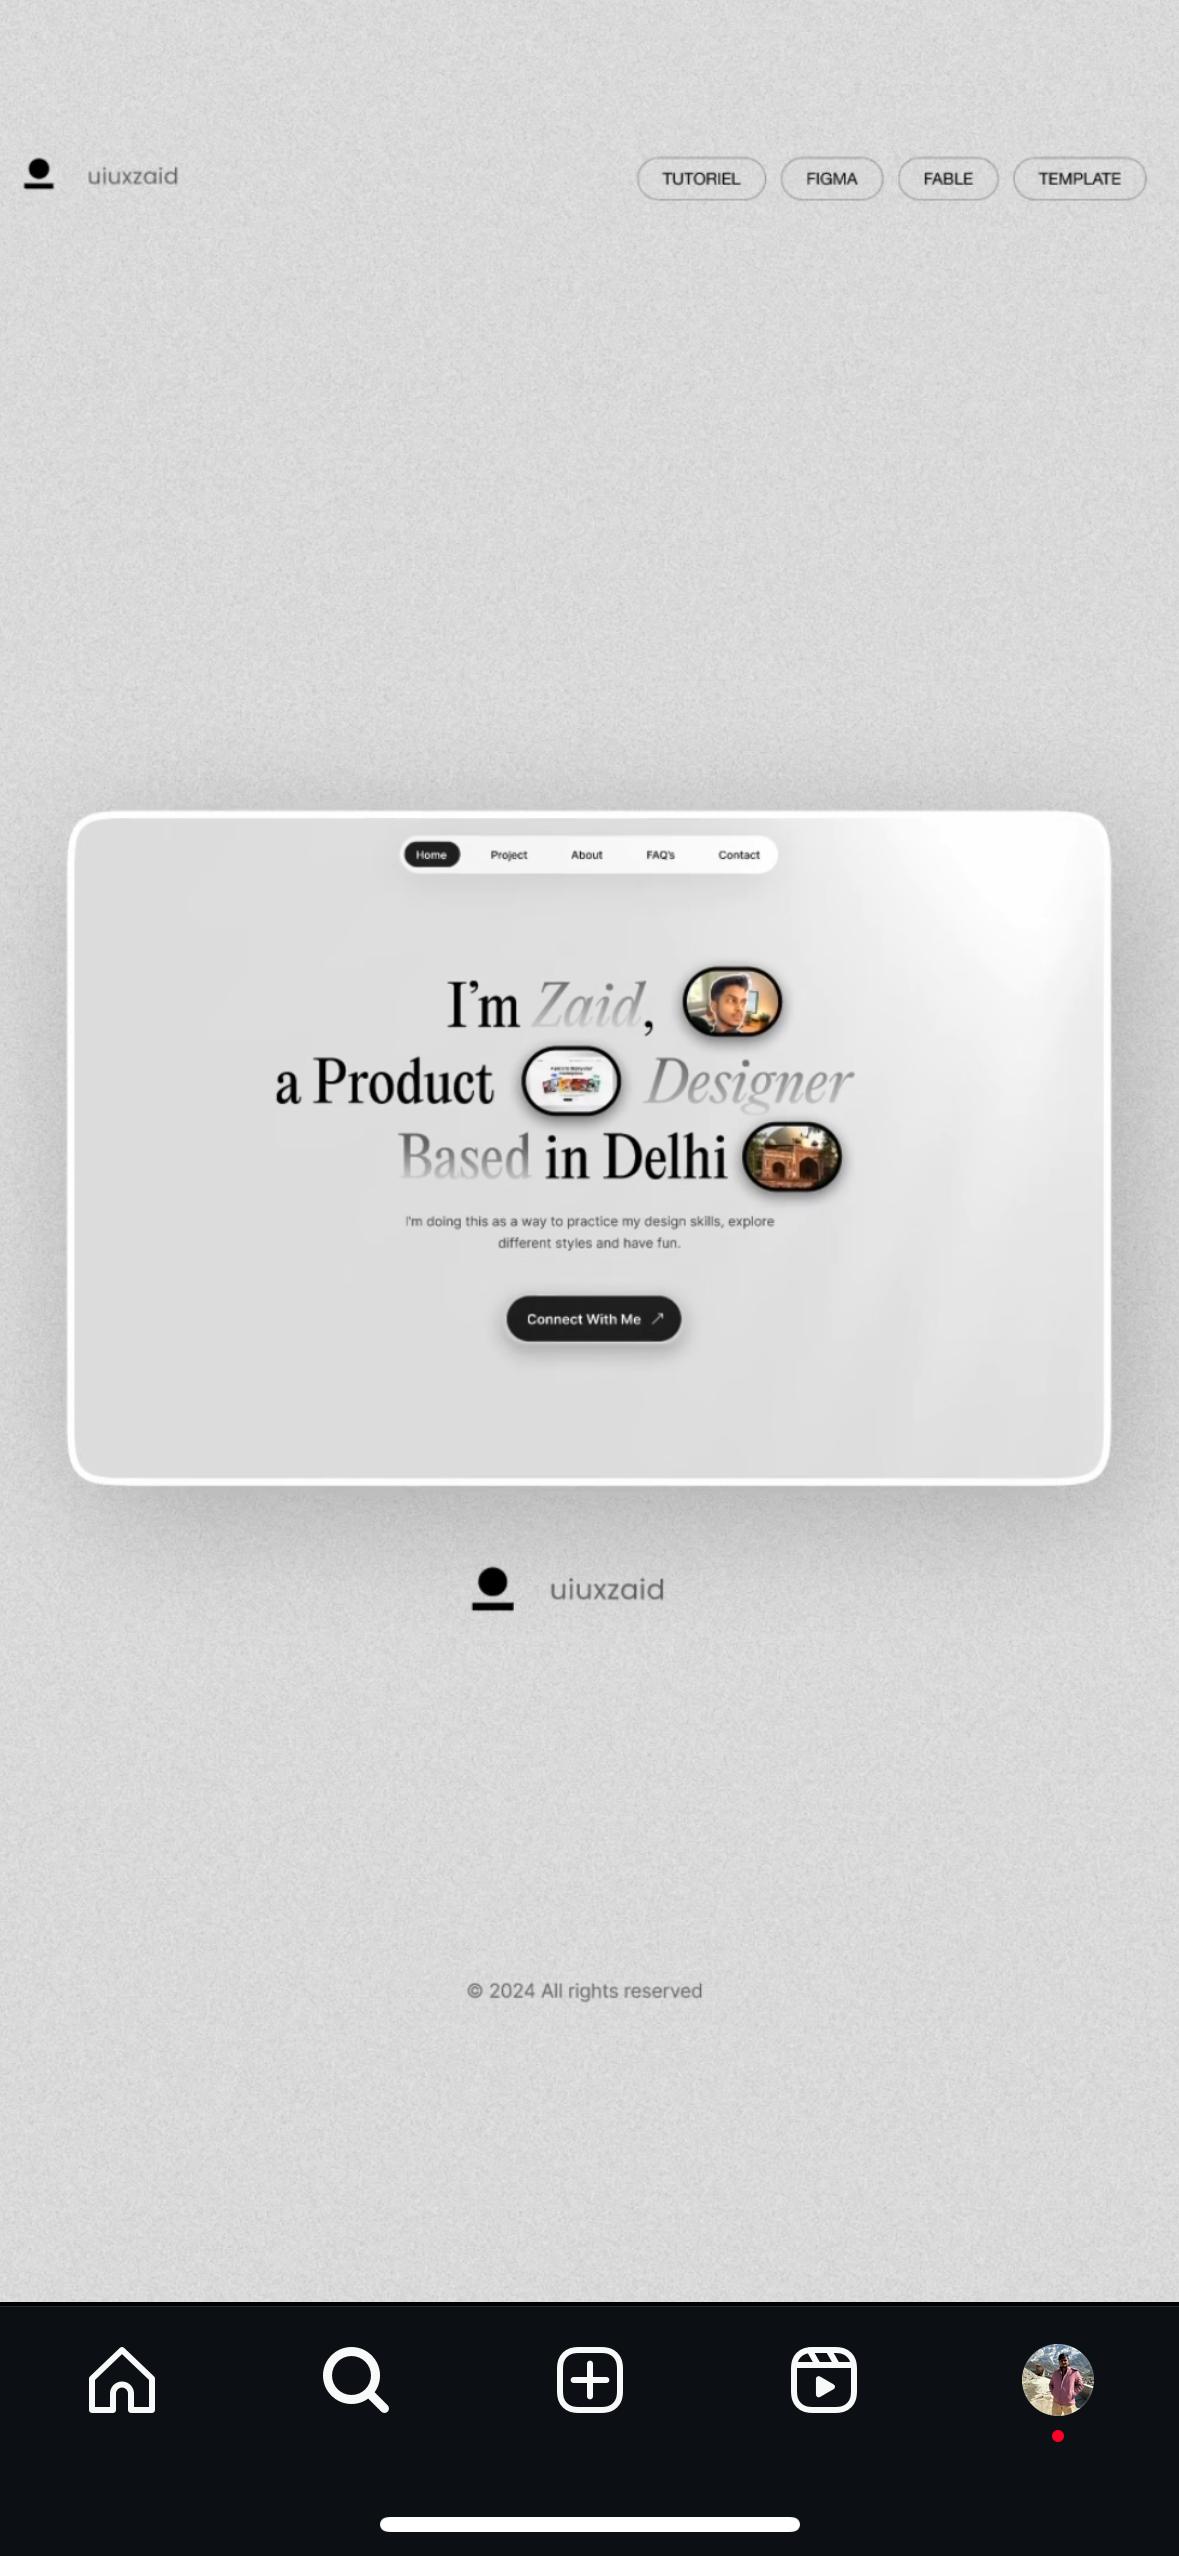 uiuxzaid
TUTORIEL FIGMA FABLE TEMPLATE
Home Project About FAQ's Contact
I'm Zaid,
a Product Designer
Based in Delhi
I'm doing this as a way to practice my design skills, explore
different styles and have fun.
Connect With Me ↗
uiuxzaid
© 2024 All rights reserved